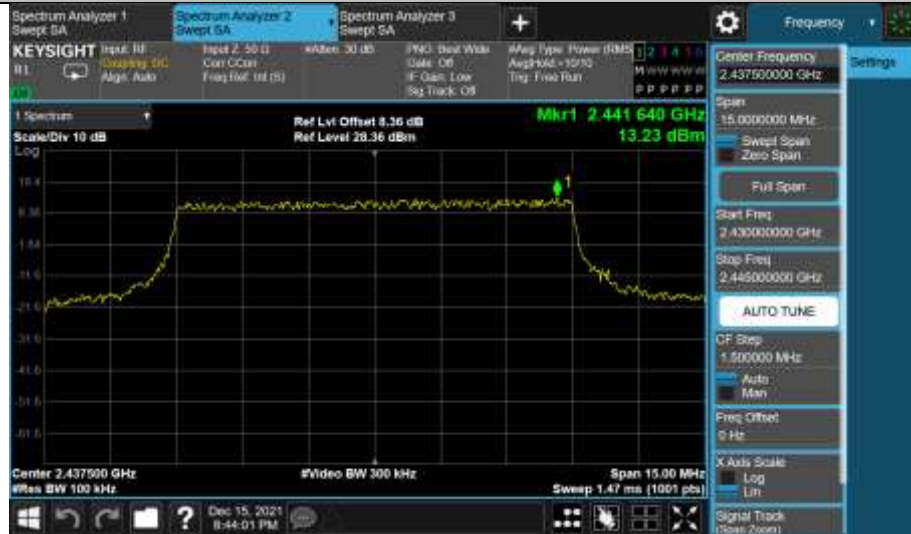 Spectrum Analyzer 1
Swept SA
Spectrum Analyzer 2
Swept SA
Spectrum Analyzer 3
Swept SA
+
Frequency
KEYSIGHT
RL
Input: RF
Coupling: DC
Align: Auto
Input Z: 50 Ω
Corr CCorr
Freq Ref: Int (S)
#Atten: 30 dB
PNO: Best Wide
Gate: Off
IF Gain: Low
Sig Track: Off
#Avg Type: Power (RMS
Avg|Hold:>10/10
Trig: Free Run
M W W W W W
P P P P P P
1 Spectrum
Scale/Div 10 dB
Log
Ref Lvl Offset 8.36 dB
Ref Level 28.36 dBm
Mkr1 2.441 640 GHz
13.23 dBm
1
Center 2.437500 GHz
#Res BW 100 kHz
#Video BW 300 kHz
Span 15.00 MHz
Sweep 1.47 ms (1001 pts)
Dec 15, 2021
8:44:01 PM
?
Center Frequency
2.437500000 GHz
Settings
Span
15.0000000 MHz
Swept Span
Zero Span
Full Span
Start Freq
2.430000000 GHz
Stop Freq
2.445000000 GHz
AUTO TUNE
CF Step
1.500000 MHz
Auto
Man
Freq Offset
0 Hz
X Axis Scale
Log
Lin
Signal Track
(Span Zoom)